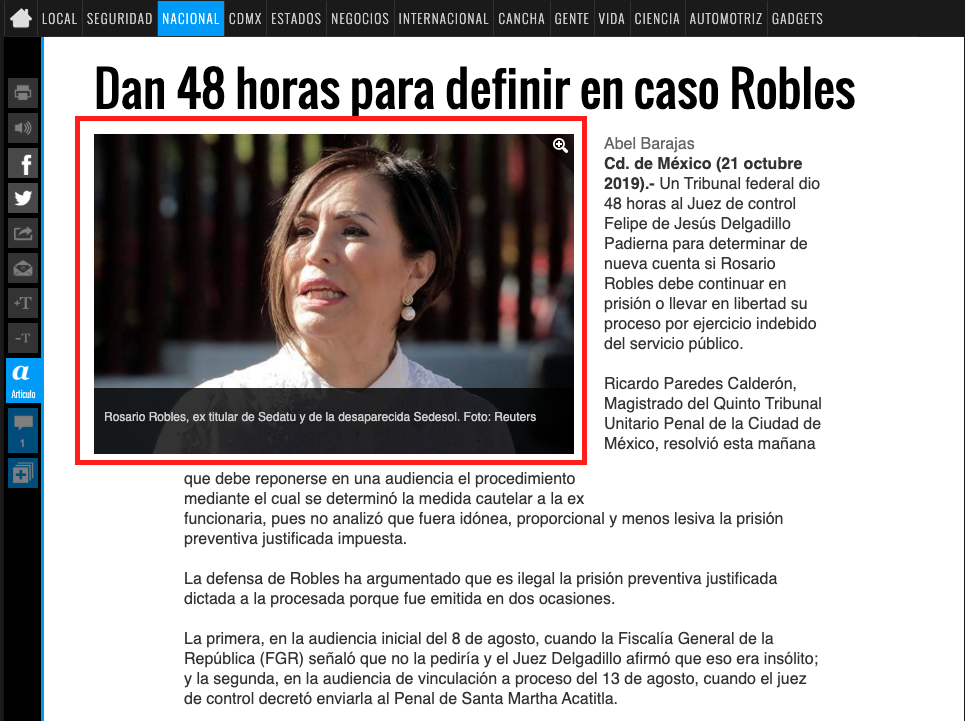 LOCAL SEGURIDAD NACIONAL CDMX ESTADOS NEGOCIOS INTERNACIONAL CANCHA GENTE VIDA CIENCIA AUTOMOTRIZ GADGETS
Dan 48 horas para definir en caso Robles
Rosario Robles, ex titular de Sedatu y de la desaparecida Sedesol. Foto: Reuters
f
+T
-T
a
Artículo
1
Abel Barajas
Cd. de México (21 octubre
2019).- Un Tribunal federal dio
48 horas al Juez de control
Felipe de Jesús Delgadillo
Padierna para determinar de
nueva cuenta si Rosario
Robles debe continuar en
prisión o llevar en libertad su
proceso por ejercicio indebido
del servicio público.
Ricardo Paredes Calderón,
Magistrado del Quinto Tribunal
Unitario Penal de la Ciudad de
México, resolvió esta mañana
que debe reponerse en una audiencia el procedimiento
mediante el cual se determinó la medida cautelar a la ex
funcionaria, pues no analizó que fuera idónea, proporcional y menos lesiva la prisión
preventiva justificada impuesta.
La defensa de Robles ha argumentado que es ilegal la prisión preventiva justificada
dictada a la procesada porque fue emitida en dos ocasiones.
La primera, en la audiencia inicial del 8 de agosto, cuando la Fiscalía General de la
República (FGR) señaló que no la pediría y el Juez Delgadillo afirmó que eso era insólito;
y la segunda, en la audiencia de vinculación a proceso del 13 de agosto, cuando el juez
de control decretó enviarla al Penal de Santa Martha Acatitla.